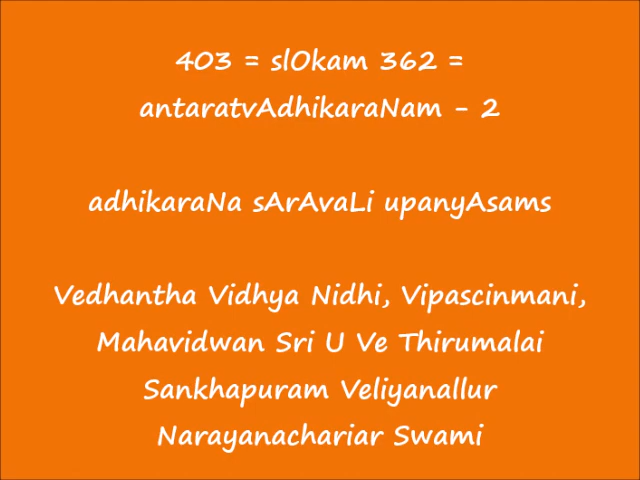 403 = slOkam 362 =
antaratvAdhikaraNam - 2
adhikaraNa sArAvaLi upanyAsams
Vedhantha Vidhya Nidhi, Vipascinmani,
Mahavidwan Sri U Ve Thirumalai
Sankhapuram Veliyanallur
Narayanachariar Swami